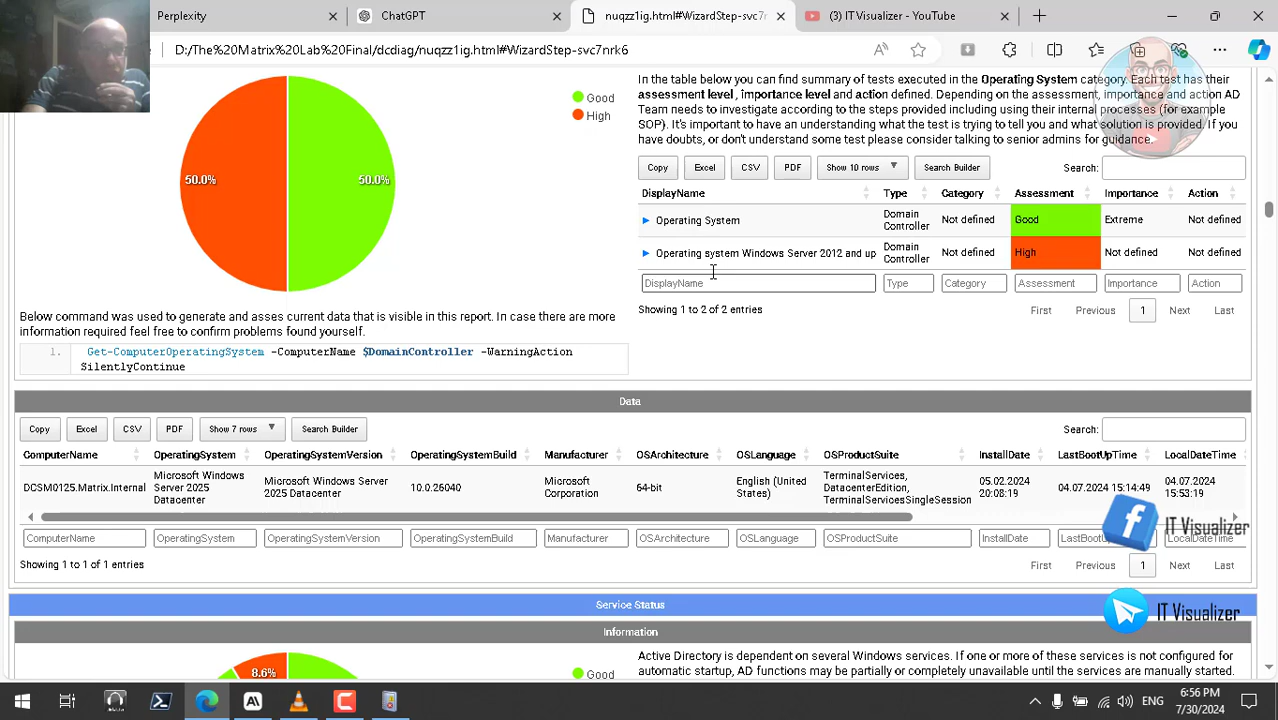 Perplexity
ChatGPT
nuqzz1ig.html#WizardStep-svc7nr
IT Visualizer - YouTube
D:/The%20Matrix%20Lab%20Final/dcdiag/nuqzz1ig.html#WizardStep-svc7nrk6
50.0%
50.0%
Good
High
In the table below you can find summary of tests executed in the Operating System category. Each test has their
assessment level , importance level and action defined. Depending on the assessment, importance and action AD
Team needs to investigate according to the steps provided including using their internal processes (for example
SOP). It's important to have an understanding what the test is trying to tell you and what solution is provided. If you
have doubts, or don't understand some test please consider talking to senior admins for guidance.
Copy Excel CSV PDF Show 10 rows Search Builder Search:
DisplayName Type Category Assessment Importance Action
Operating System Domain Controller Not defined Good Extreme Not defined
Operating system Windows Server 2012 and up Domain Controller Not defined High Not defined
DisplayName Type Category Assessment Importance Action
Showing 1 to 2 of 2 entries First Previous 1 Next Last
Below command was used to generate and asses current data that is visible in this report. In case there are more
information required feel free to confirm problems found yourself.
1. Get-ComputerOperatingSystem -ComputerName $DomainController -WarningAction
SilentlyContinue
Data
Copy Excel CSV PDF Show 7 rows Search Builder Search:
ComputerName OperatingSystem OperatingSystemVersion OperatingSystemBuild Manufacturer OSArchitecture OSLanguage OSProductSuite InstallDate LastBootUpTime LocalDateTime
DCSM0125.Matrix.Internal Microsoft Windows Server 2025 Datacenter Microsoft Windows Server 2025 Datacenter 10.0.26040 Microsoft Corporation 64-bit English (United States) TerminalServices, DatacenterEdition, TerminalServicesSingleSession 05.02.2024 20:08:19 04.07.2024 15:14:49 04.07.2024 15:53:19
ComputerName OperatingSystem OperatingSystemVersion OperatingSystemBuild Manufacturer OSArchitecture OSLanguage OSProductSuite InstallDate LastBootUpTime LocalDateTime
Showing 1 to 1 of 1 entries First Previous 1 Next Last
IT Visualizer
Service Status
IT Visualizer
Information
8.6%
Good
Active Directory is dependent on several Windows services. If one or more of these services is not configured for
automatic startup, AD functions may be partially or completely unavailable until the services are manually started.
ENG
6:56 PM
7/30/2024